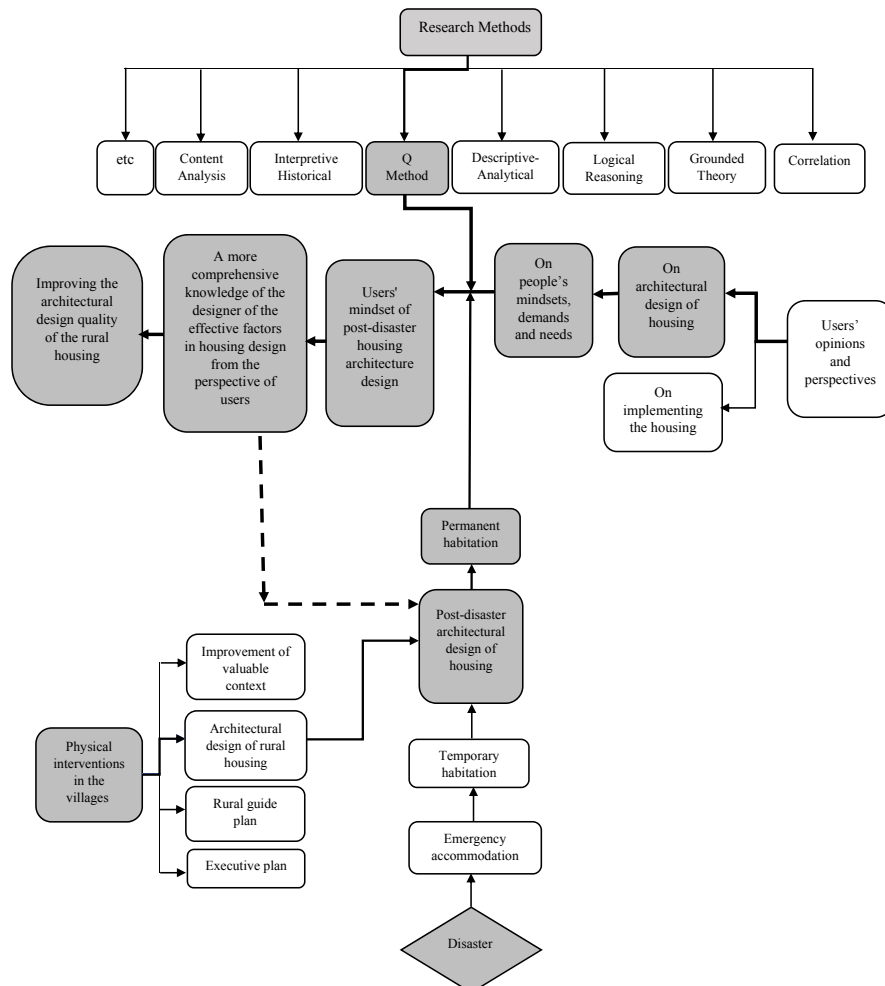 Research Methods
etc
Content
Analysis
Interpretive
Historical
Q
Method
Descriptive-
Analytical
Logical
Reasoning
Grounded
Theory
Correlation
Improving the
architectural
design quality
of the rural
housing
A more
comprehensive
knowledge of the
designer of the
effective factors
in housing design
from the
perspective of
users
Users'
mindset of
post-disaster
housing
architecture
design
On
people's
mindsets,
demands
and needs
On
architectural
design of
housing
Users'
opinions
and
perspectives
On
implementing
the housing
Permanent
habitation
Post-disaster
architectural
design of
housing
Improvement of
valuable
context
Architectural
design of rural
housing
Physical
interventions
in the
villages
Rural guide
plan
Executive plan
Temporary
habitation
Emergency
accommodation
Disaster